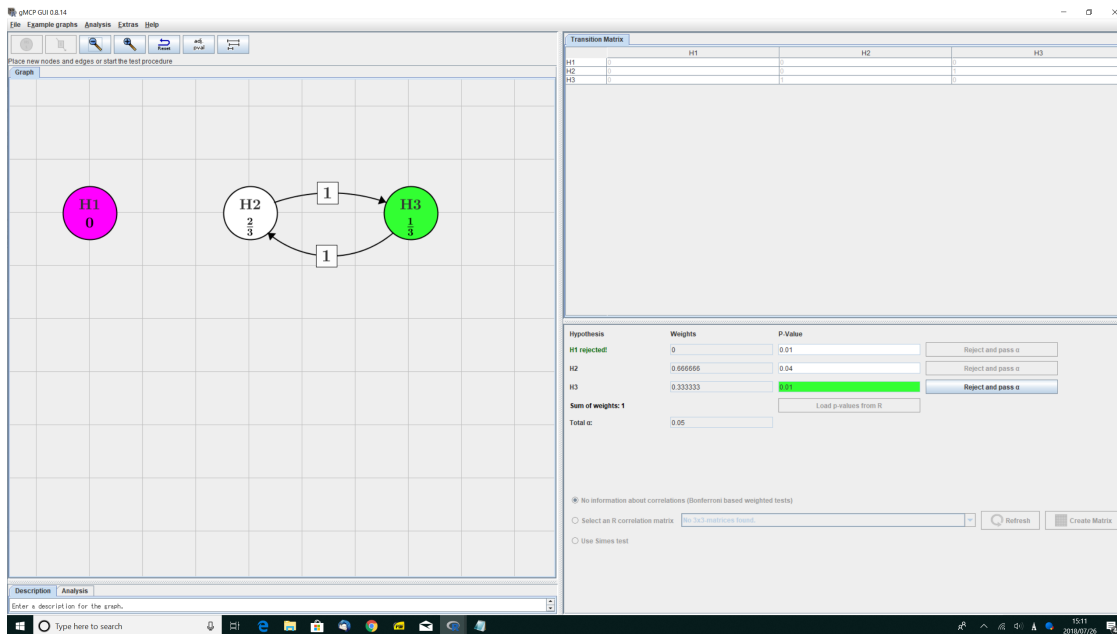 gMCP GUI 0.8.14
File Example graphs Analysis Extras Help
Reset
adj. pval
Place new nodes and edges or start the test procedure
Graph
H1
0
H2
2/3
H3
1/3
1
1
Description Analysis
Enter a description for the graph.
Transition Matrix
H1 H2 H3
H1 0 0 0
H2 0 0 1
H3 0 1 0
Hypothesis Weights P-Value
H1 rejected! 0 0.01 Reject and pass α
H2 0.666666 0.04 Reject and pass α
H3 0.333333 0.01 Reject and pass α
Sum of weights: 1 Load p-values from R
Total α: 0.05
No information about correlations (Bonferroni based weighted tests)
Select an R correlation matrix No 3x3 matrices found. Refresh Create Matrix
Use Simes test
Type here to search
15:11
2018/07/26